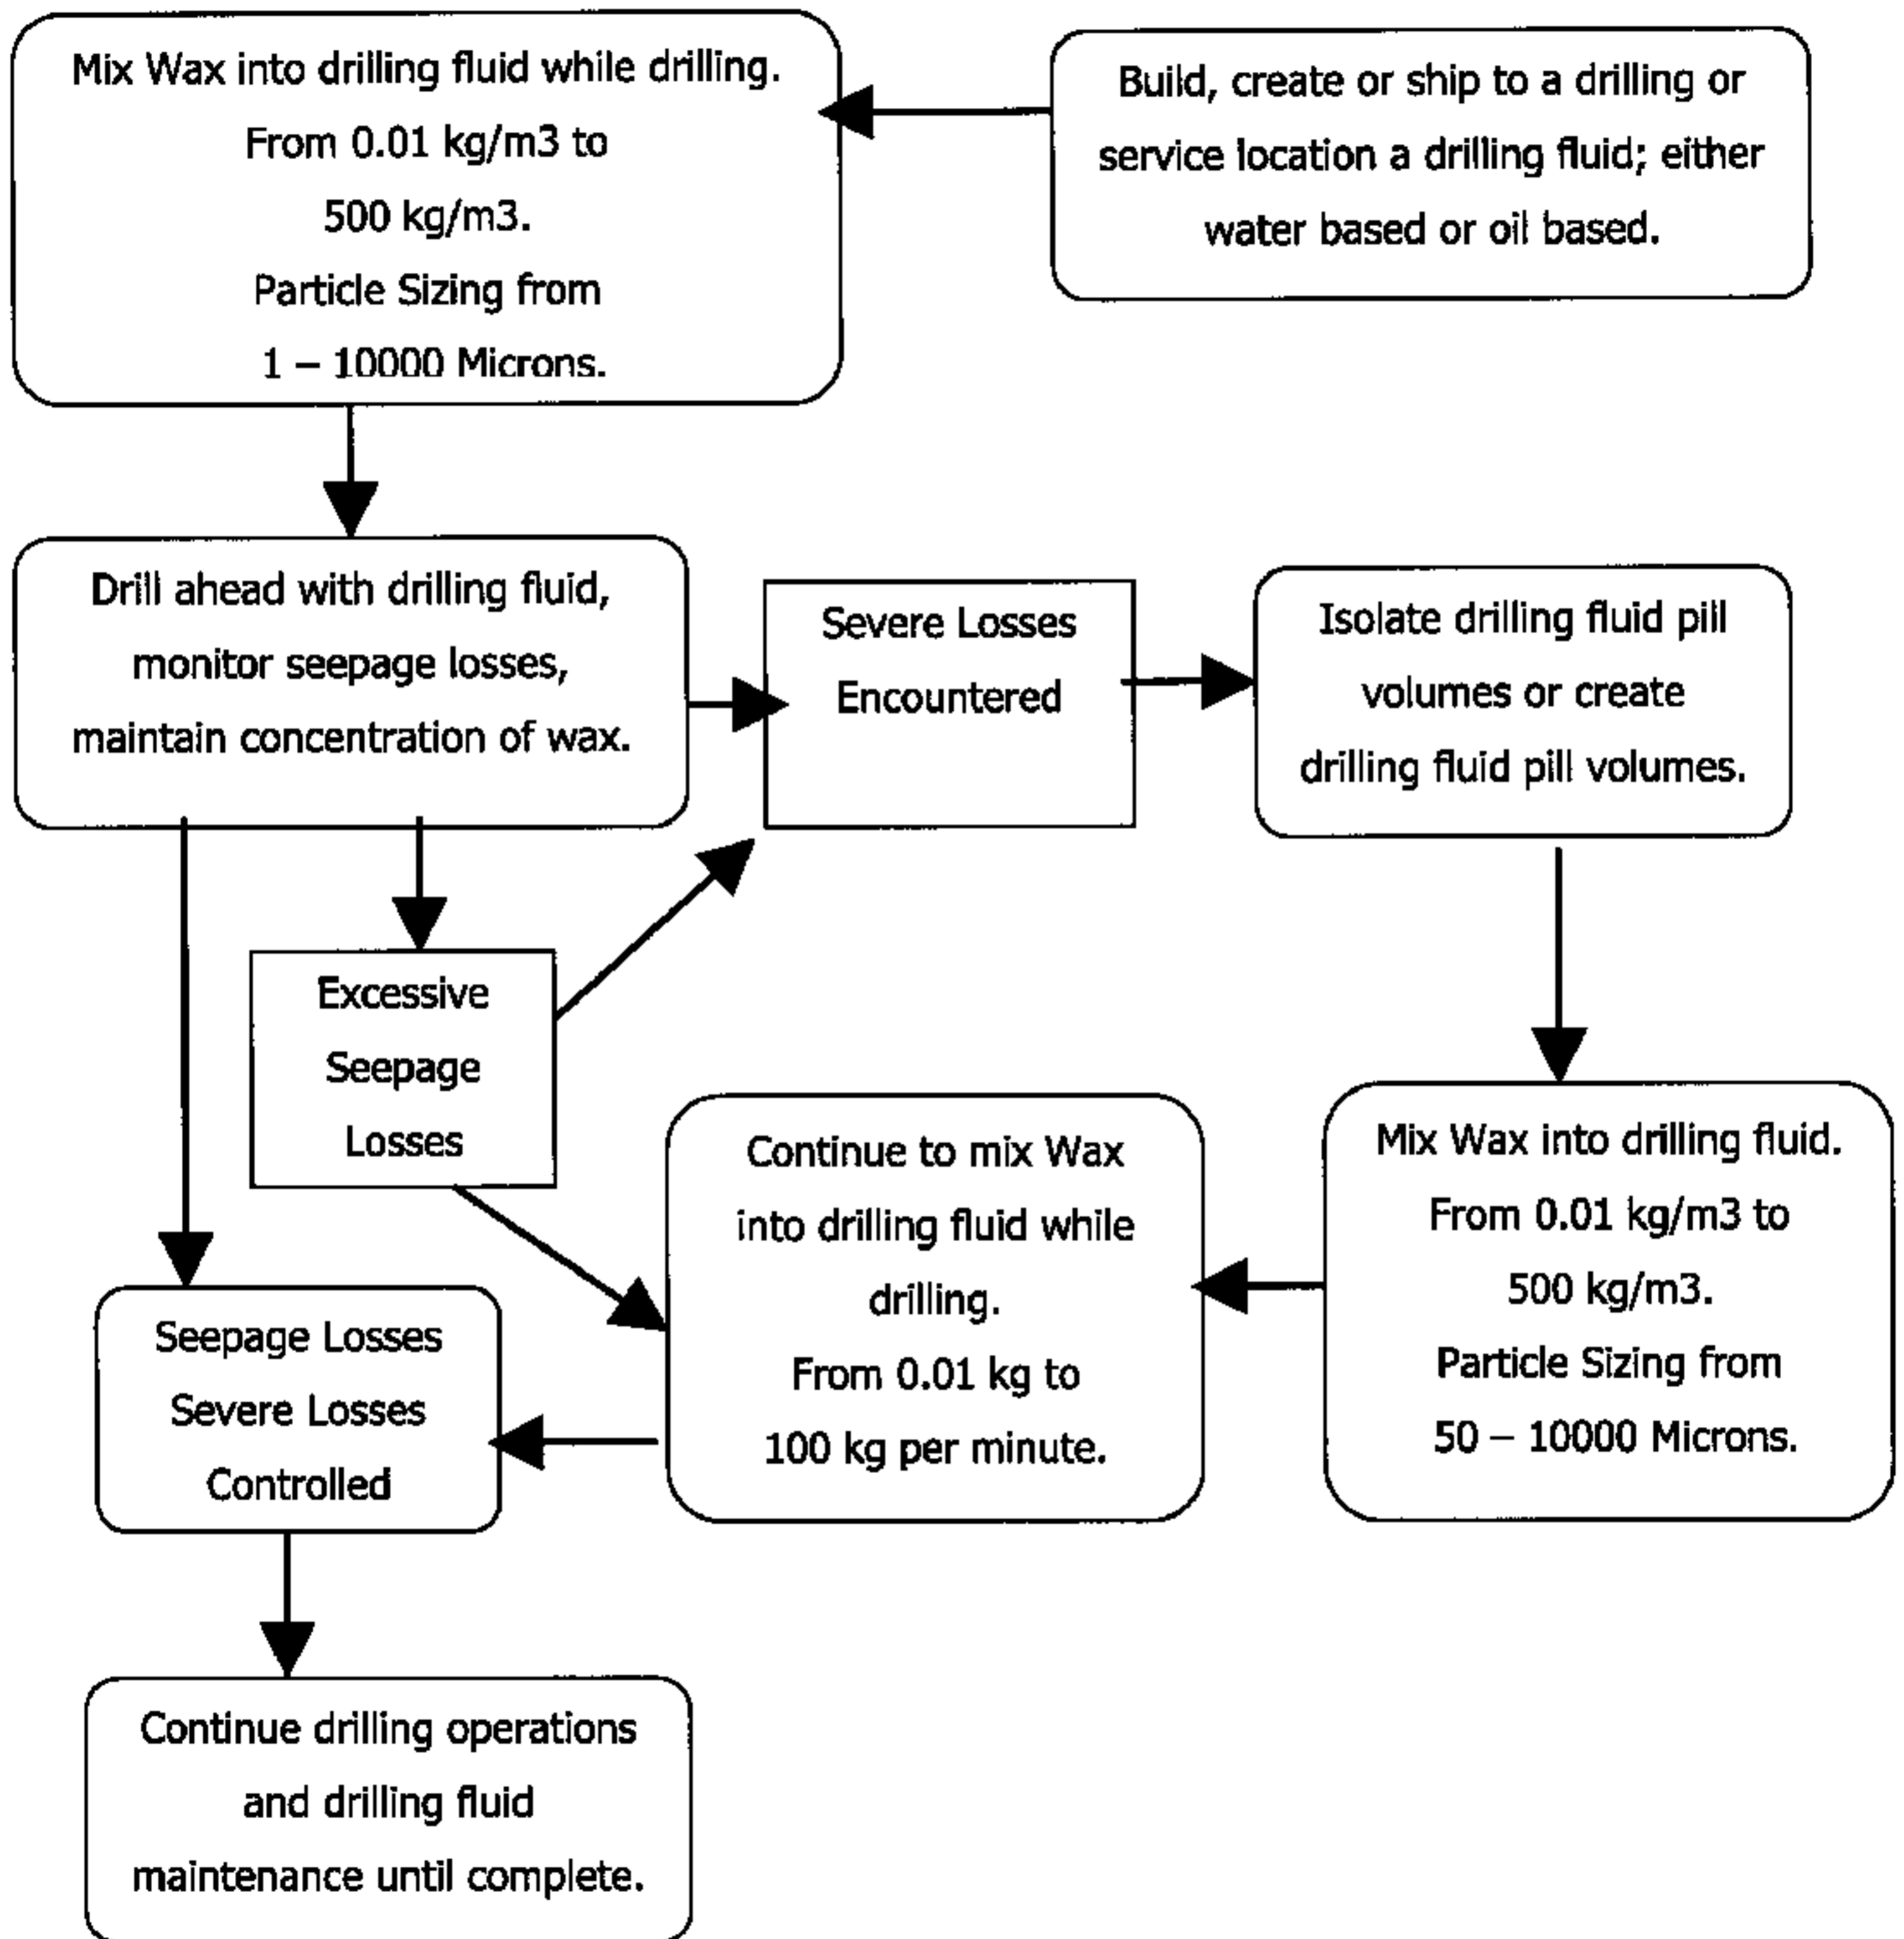 Mix Wax into drilling fluid while drilling.
From 0.01 kg/m3 to
500 kg/m3.
Particle Sizing from
1 – 10000 Microns.
Build, create or ship to a drilling or
service location a drilling fluid; either
water based or oil based.
Drill ahead with drilling fluid,
monitor seepage losses,
maintain concentration of wax.
Severe Losses
Encountered
Isolate drilling fluid pill
volumes or create
drilling fluid pill volumes.
Excessive
Seepage
Losses
Continue to mix Wax
into drilling fluid while
drilling.
From 0.01 kg to
100 kg per minute.
Mix Wax into drilling fluid.
From 0.01 kg/m3 to
500 kg/m3.
Particle Sizing from
50 – 10000 Microns.
Seepage Losses
Severe Losses
Controlled
Continue drilling operations
and drilling fluid
maintenance until complete.